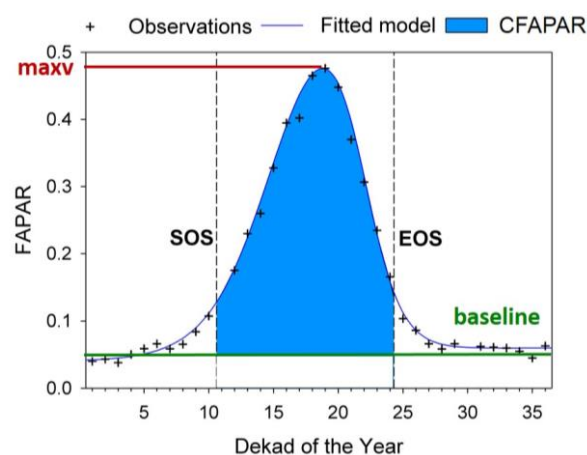 Observations Fitted model CFAPAR
0.5
maxv
0.4
0.3
FAPAR
SOS
EOS
0.2
0.1
baseline
0.0
5 10 15 20 25 30 35
Dekad of the Year